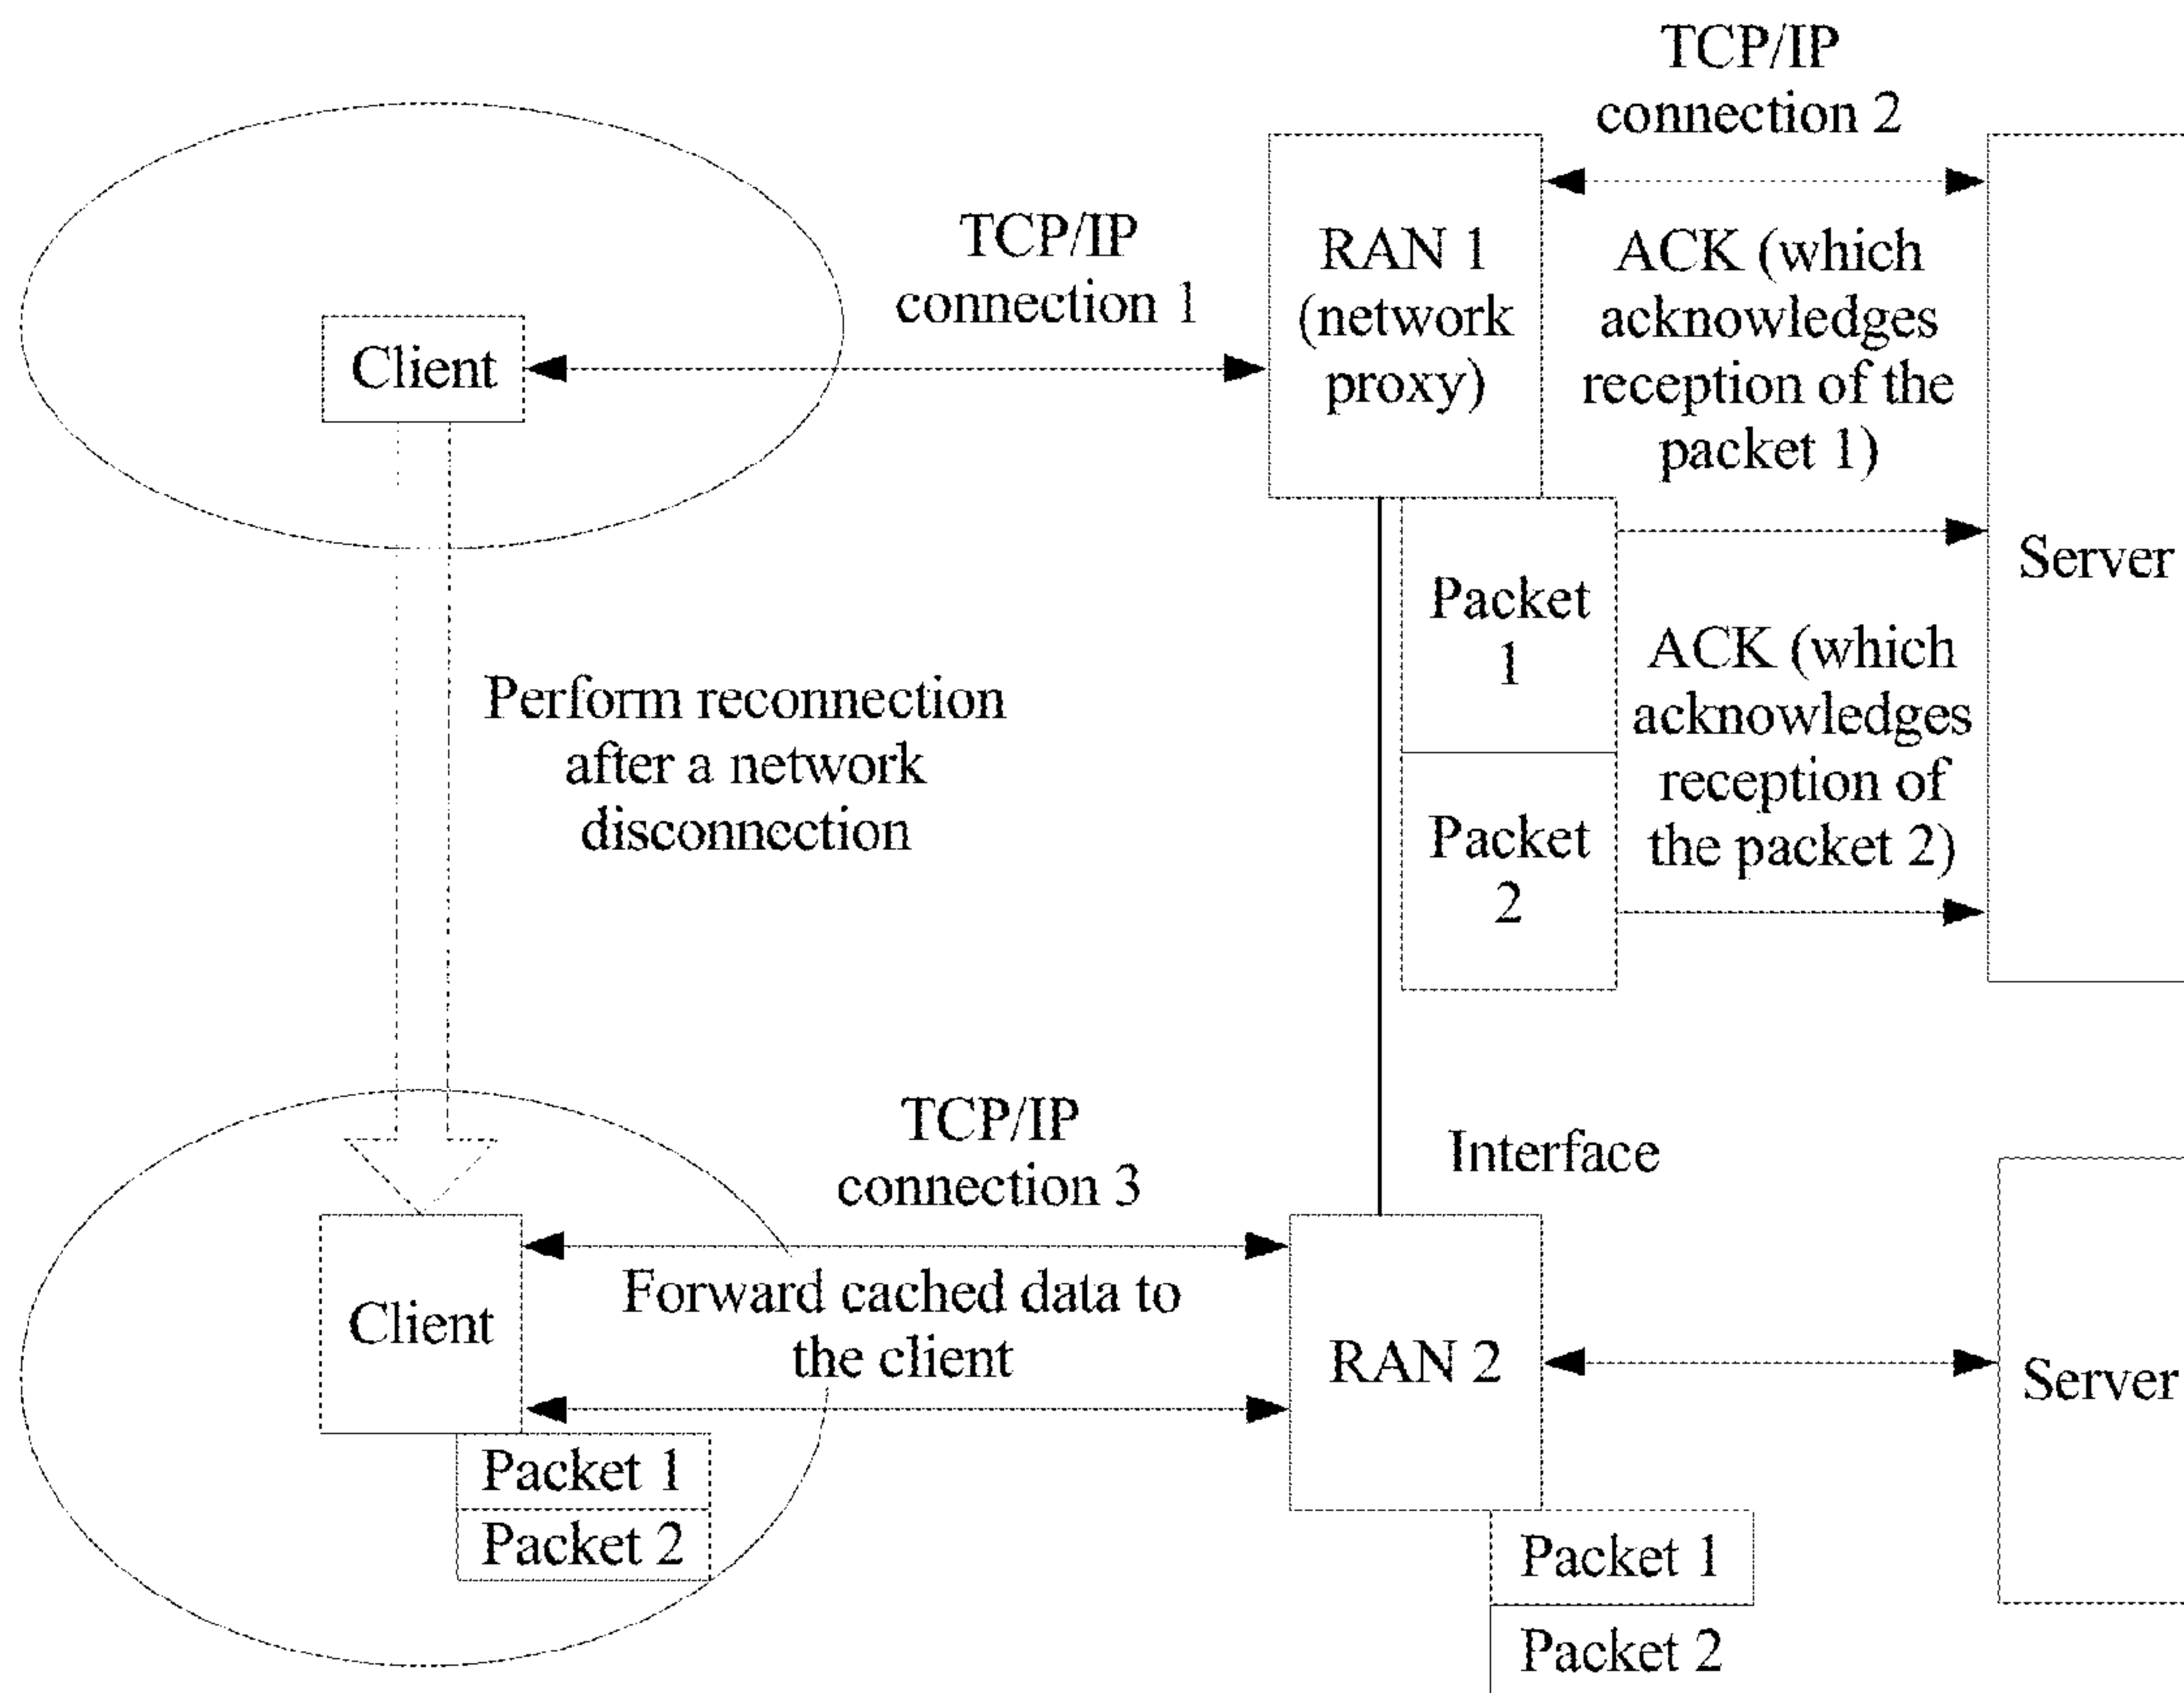 TCP/IP
connection 2
TCP/IP
connection 1
RAN 1
(network
proxy)
ACK (which
acknowledges
reception of the
packet 1)
Client
Server
Packet
1
ACK (which
acknowledges
reception of
the packet 2)
Perform reconnection
after a network
disconnection
Packet
2
TCP/IP
connection 3
Interface
Client
Forward cached data to
the client
RAN 2
Server
Packet 1
Packet 2
Packet 1
Packet 2